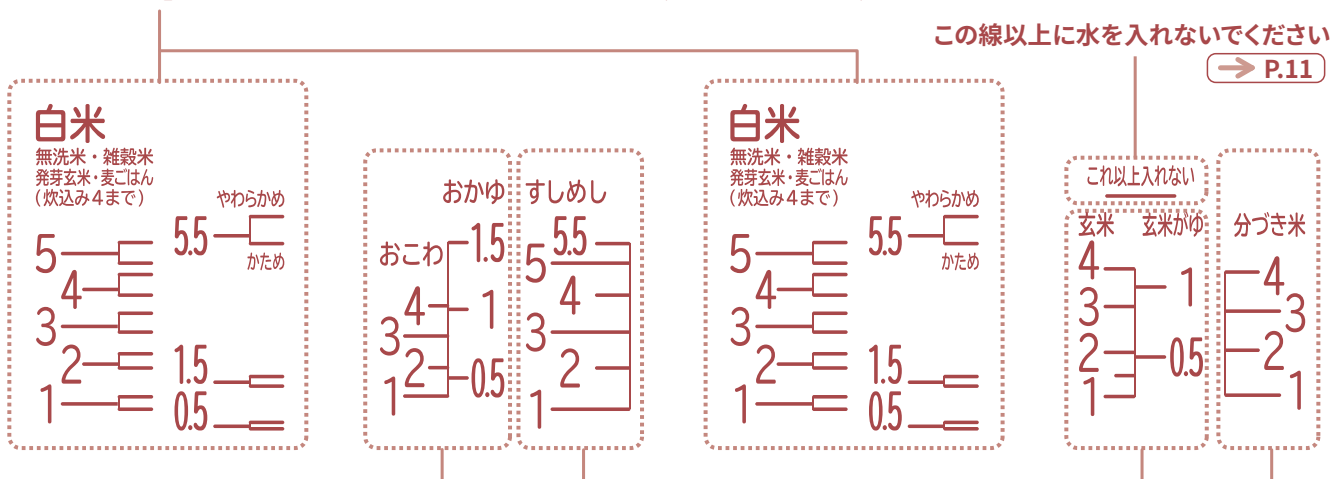 この線以上に水を入れないでください
P.11
白米
無洗米・雑穀米
発芽玄米・麦ごはん
(炊込み4まで)
やわらかめ
かため
5.5
5
4
3
2
1.5
1
0.5
おかゆ
1.5
1
0.5
おこわ
4
3
2
1
すしめし
5.5
5
4
3
2
1
白米
無洗米・雑穀米
発芽玄米・麦ごはん
(炊込み4まで)
やわらかめ
かため
5.5
5
4
3
2
1.5
1
0.5
これ以上入れない
玄米
4
3
2
1
玄米がゆ
1
0.5
分づき米
4
3
2
1